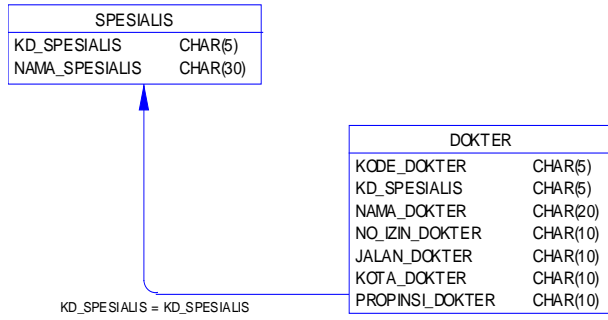 SPESIALIS
KD_SPESIALIS CHAR(5)
NAMA_SPESIALIS CHAR(30)
DOKTER
KODE_DOKTER CHAR(5)
KD_SPESIALIS CHAR(5)
NAMA_DOKTER CHAR(20)
NO_IZIN_DOKTER CHAR(10)
JALAN_DOKTER CHAR(10)
KOTA_DOKTER CHAR(10)
PROPINSI_DOKTER CHAR(10)
KD_SPESIALIS = KD_SPESIALIS